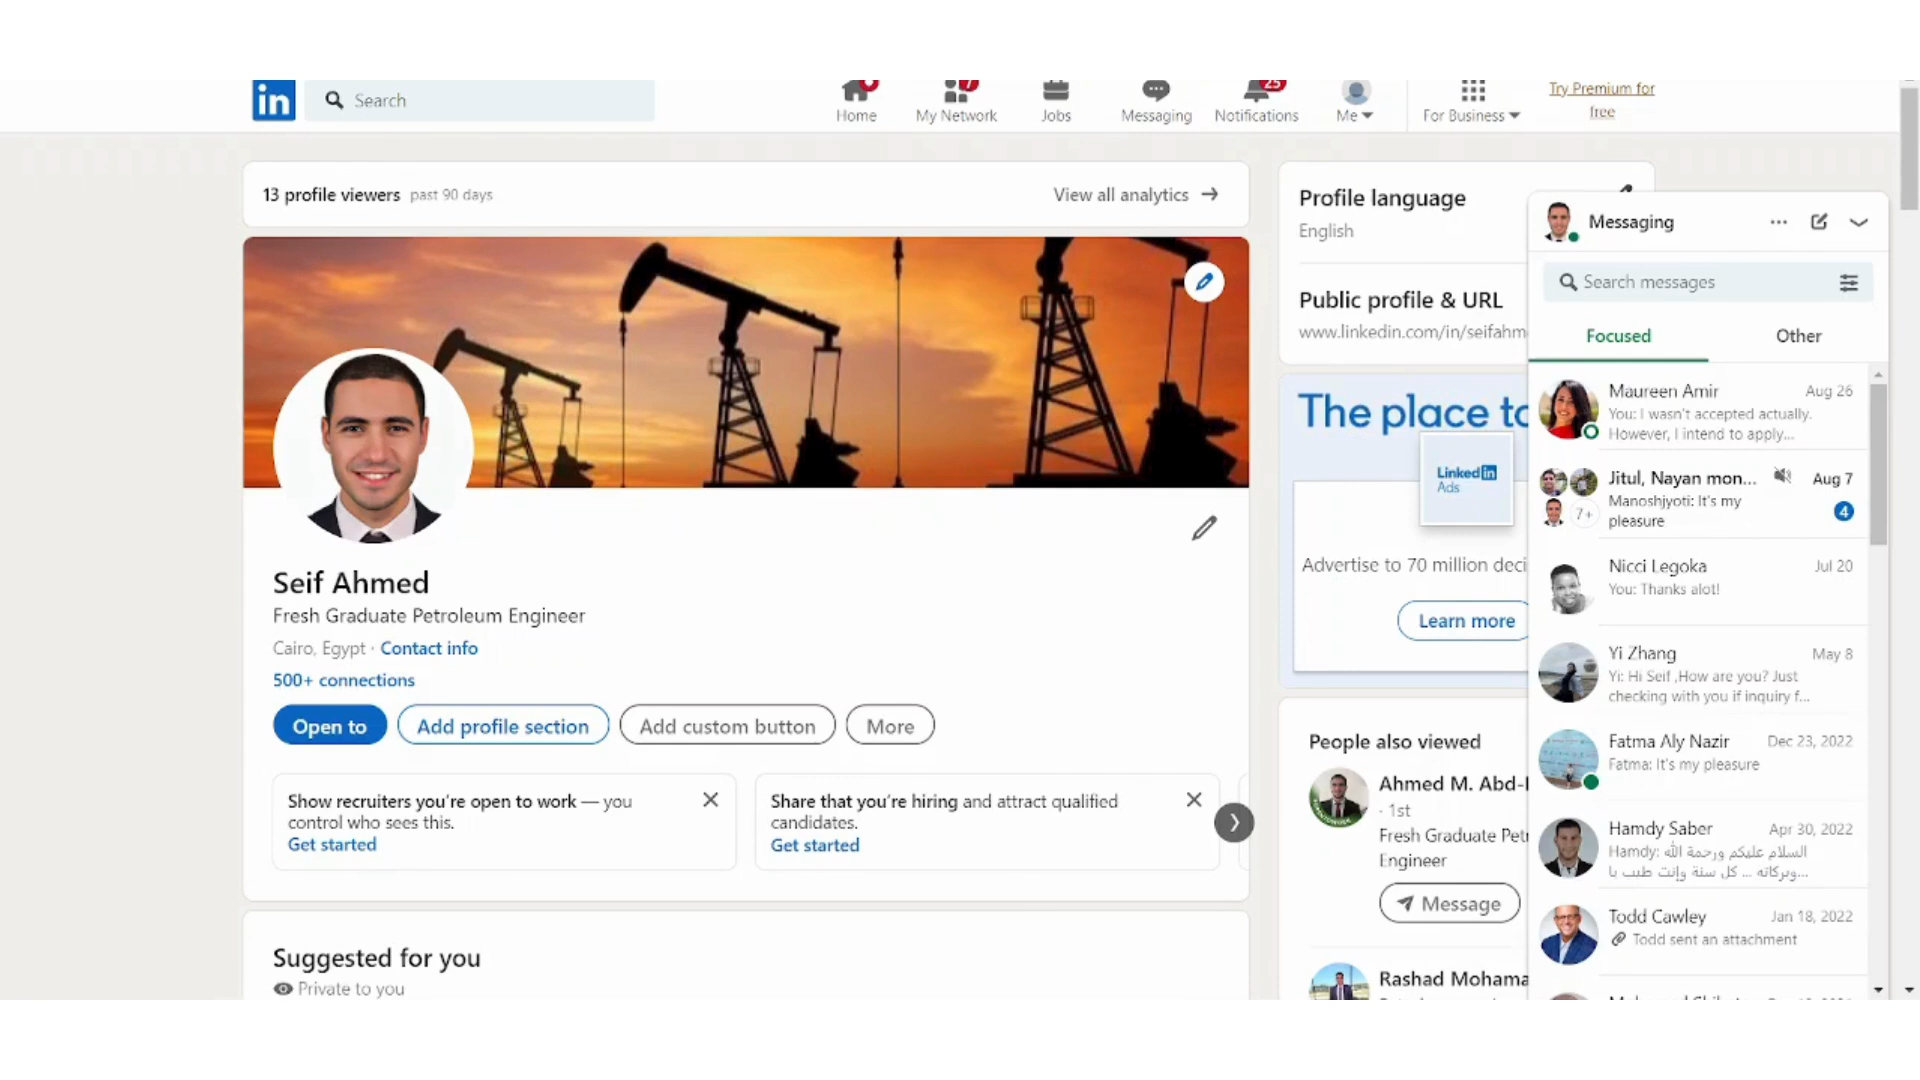 in
Search
Home
My Network
Jobs
Messaging
25
Notifications
Me
For Business
Try Premium for
free
13 profile viewers past 90 days
View all analytics →
Seif Ahmed
Fresh Graduate Petroleum Engineer
Cairo, Egypt · Contact info
500+ connections
Open to
Add profile section
Add custom button
More
Show recruiters you're open to work — you
control who sees this.
Get started
Share that you're hiring and attract qualified
candidates.
Get started
Suggested for you
Private to you
Profile language
English
Public profile & URL
www.linkedin.com/in/seifahm
The place to
Linked in
Ads
Advertise to 70 million deci
Learn more
People also viewed
Ahmed M. Abd-
· 1st
Fresh Graduate Pet
Engineer
Message
Rashad Mohama
Messaging
Search messages
Focused
Other
Maureen Amir Aug 26
You: I wasn't accepted actually.
However, I intend to apply...
Jitul, Nayan mon... Aug 7
Manoshjyoti: It's my
pleasure
4
7+
Nicci Legoka Jul 20
You: Thanks alot!
Yi Zhang May 8
Yi: Hi Seif ,How are you? Just
checking with you if inquiry f...
Fatma Aly Nazir Dec 23, 2022
Fatma: It's my pleasure
Hamdy Saber Apr 30, 2022
Hamdy: السلام عليكم ورحمة الله
وبركاته ... كل سنة وانت طيب يا...
Todd Cawley Jan 18, 2022
Todd sent an attachment